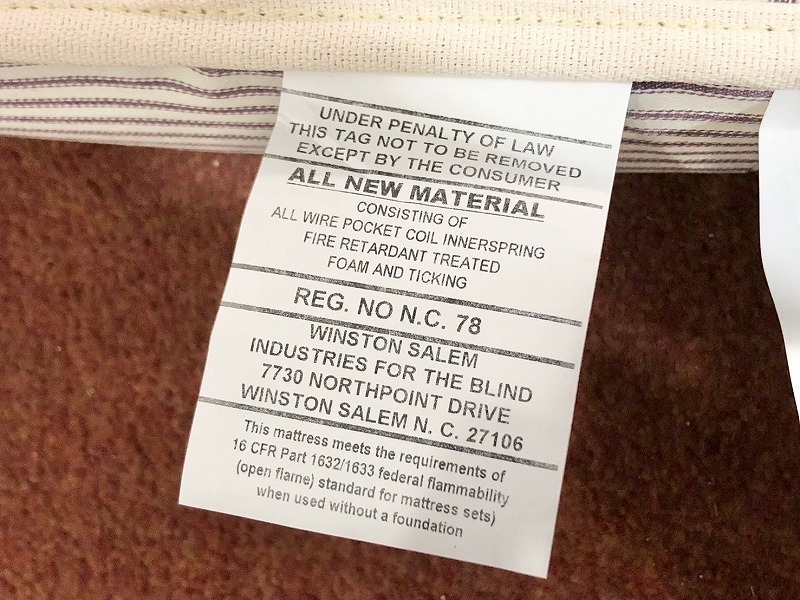 UNDER PENALTY OF LAW
THIS TAG NOT TO BE REMOVED
EXCEPT BY THE CONSUMER
ALL NEW MATERIAL
CONSISTING OF
ALL WIRE POCKET COIL INNERSPRING
FIRE RETARDANT TREATED
FOAM AND TICKING
REG. NO N.C. 78
WINSTON SALEM
INDUSTRIES FOR THE BLIND
7730 NORTHPOINT DRIVE
WINSTON SALEM N. C. 27106
This mattress meets the requirements of
16 CFR Part 1632/1633 federal flammability
(open flame) standard for mattress sets)
when used without a foundation